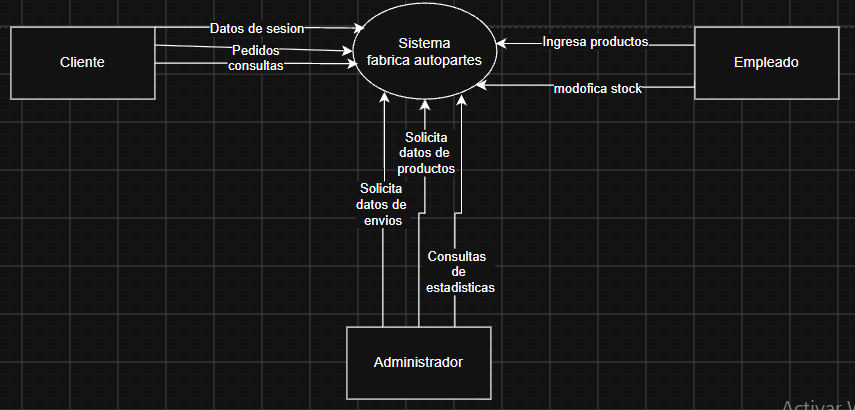 Datos de sesion
Pedidos
consultas
Cliente
Sistema
fabrica autopartes
Ingresa productos
modofica stock
Empleado
Solicita
datos de
productos
Solicita
datos de
envios
Consultas
de
estadisticas
Administrador
Activar